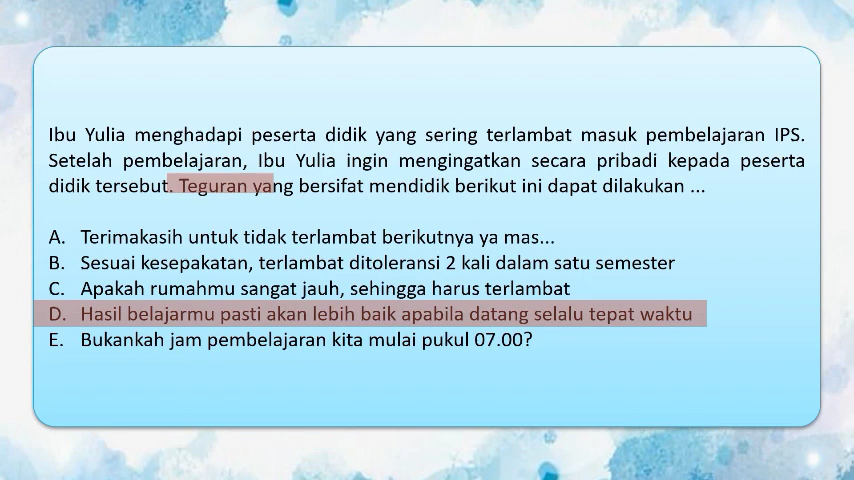 Ibu Yulia menghadapi peserta didik yang sering terlambat masuk pembelajaran IPS.
Setelah pembelajaran, Ibu Yulia ingin mengingatkan secara pribadi kepada peserta
didik tersebut. Teguran yang bersifat mendidik berikut ini dapat dilakukan ...
A. Terimakasih untuk tidak terlambat berikutnya ya mas...
B. Sesuai kesepakatan, terlambat ditoleransi 2 kali dalam satu semester
C. Apakah rumahmu sangat jauh, sehingga harus terlambat
D. Hasil belajarmu pasti akan lebih baik apabila datang selalu tepat waktu
E. Bukankah jam pembelajaran kita mulai pukul 07.00?